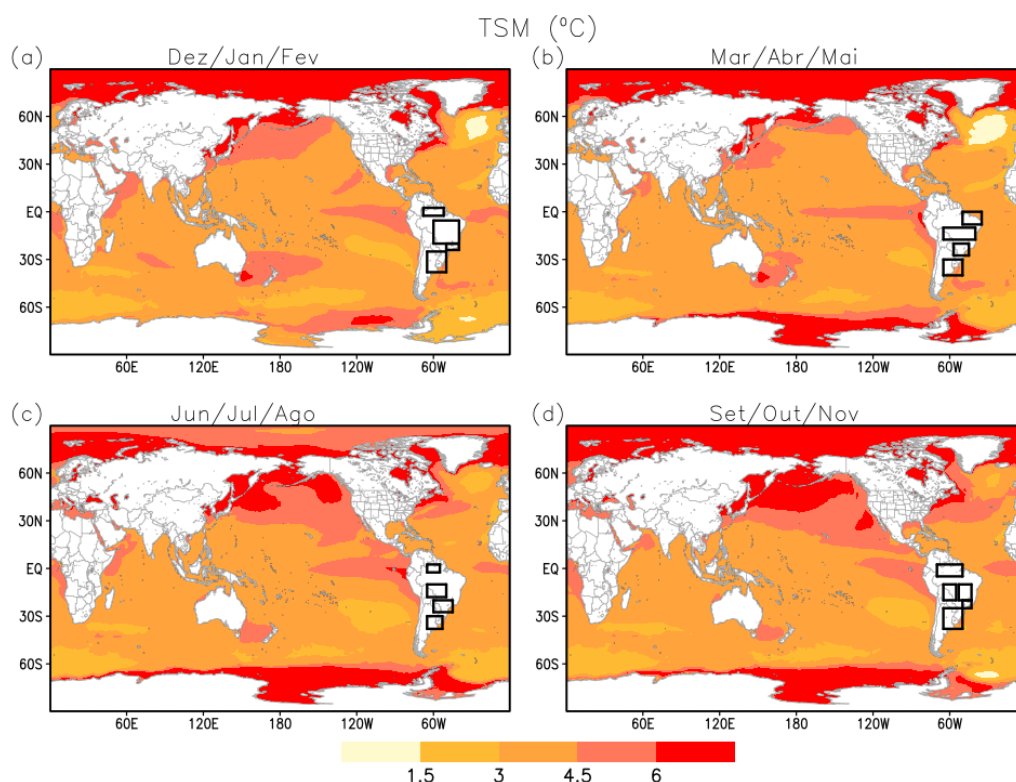 TSM (ºC)
(a) Dez/Jan/Fev
(b) Mar/Abr/Mai
60N
30N
EQ
30S
60S
60E 120E 180 120W 60W
60N
30N
EQ
30S
60S
60E 120E 180 120W 60W
(c) Jun/Jul/Ago
(d) Set/Out/Nov
60N
30N
EQ
30S
60S
60E 120E 180 120W 60W
60N
30N
EQ
30S
60S
60E 120E 180 120W 60W
1.5 3 4.5 6